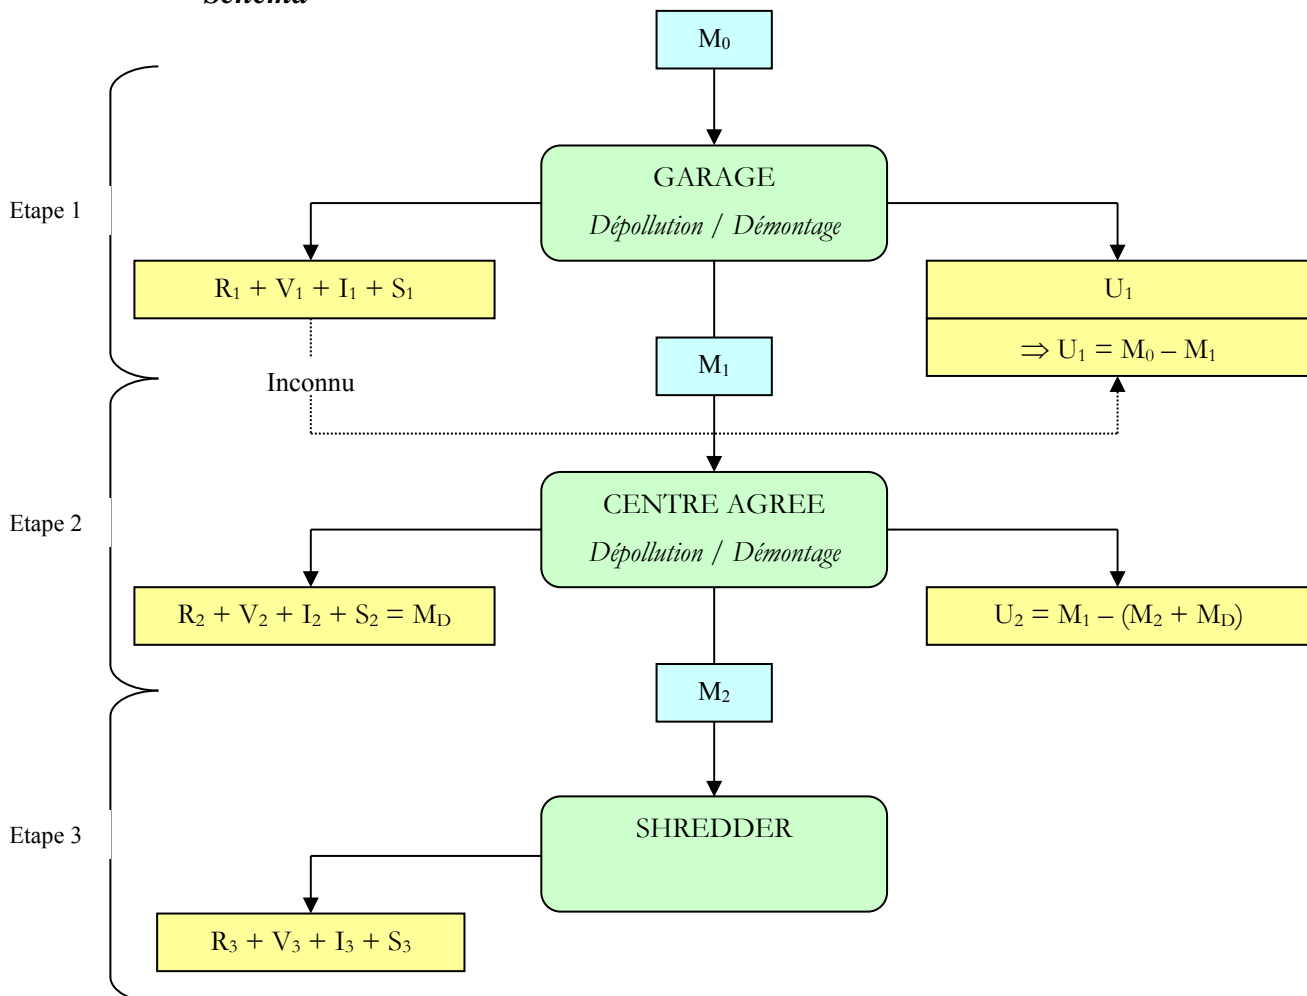 Schéma
M₀
GARAGE
Dépollution / Démontage
Etape 1
R₁ + V₁ + I₁ + S₁
U₁
⇒ U₁ = M₀ – M₁
M₁
Inconnu
CENTRE AGREE
Dépollution / Démontage
Etape 2
R₂ + V₂ + I₂ + S₂ = M_D
U₂ = M₁ – (M₂ + M_D)
M₂
SHREDDER
Etape 3
R₃ + V₃ + I₃ + S₃